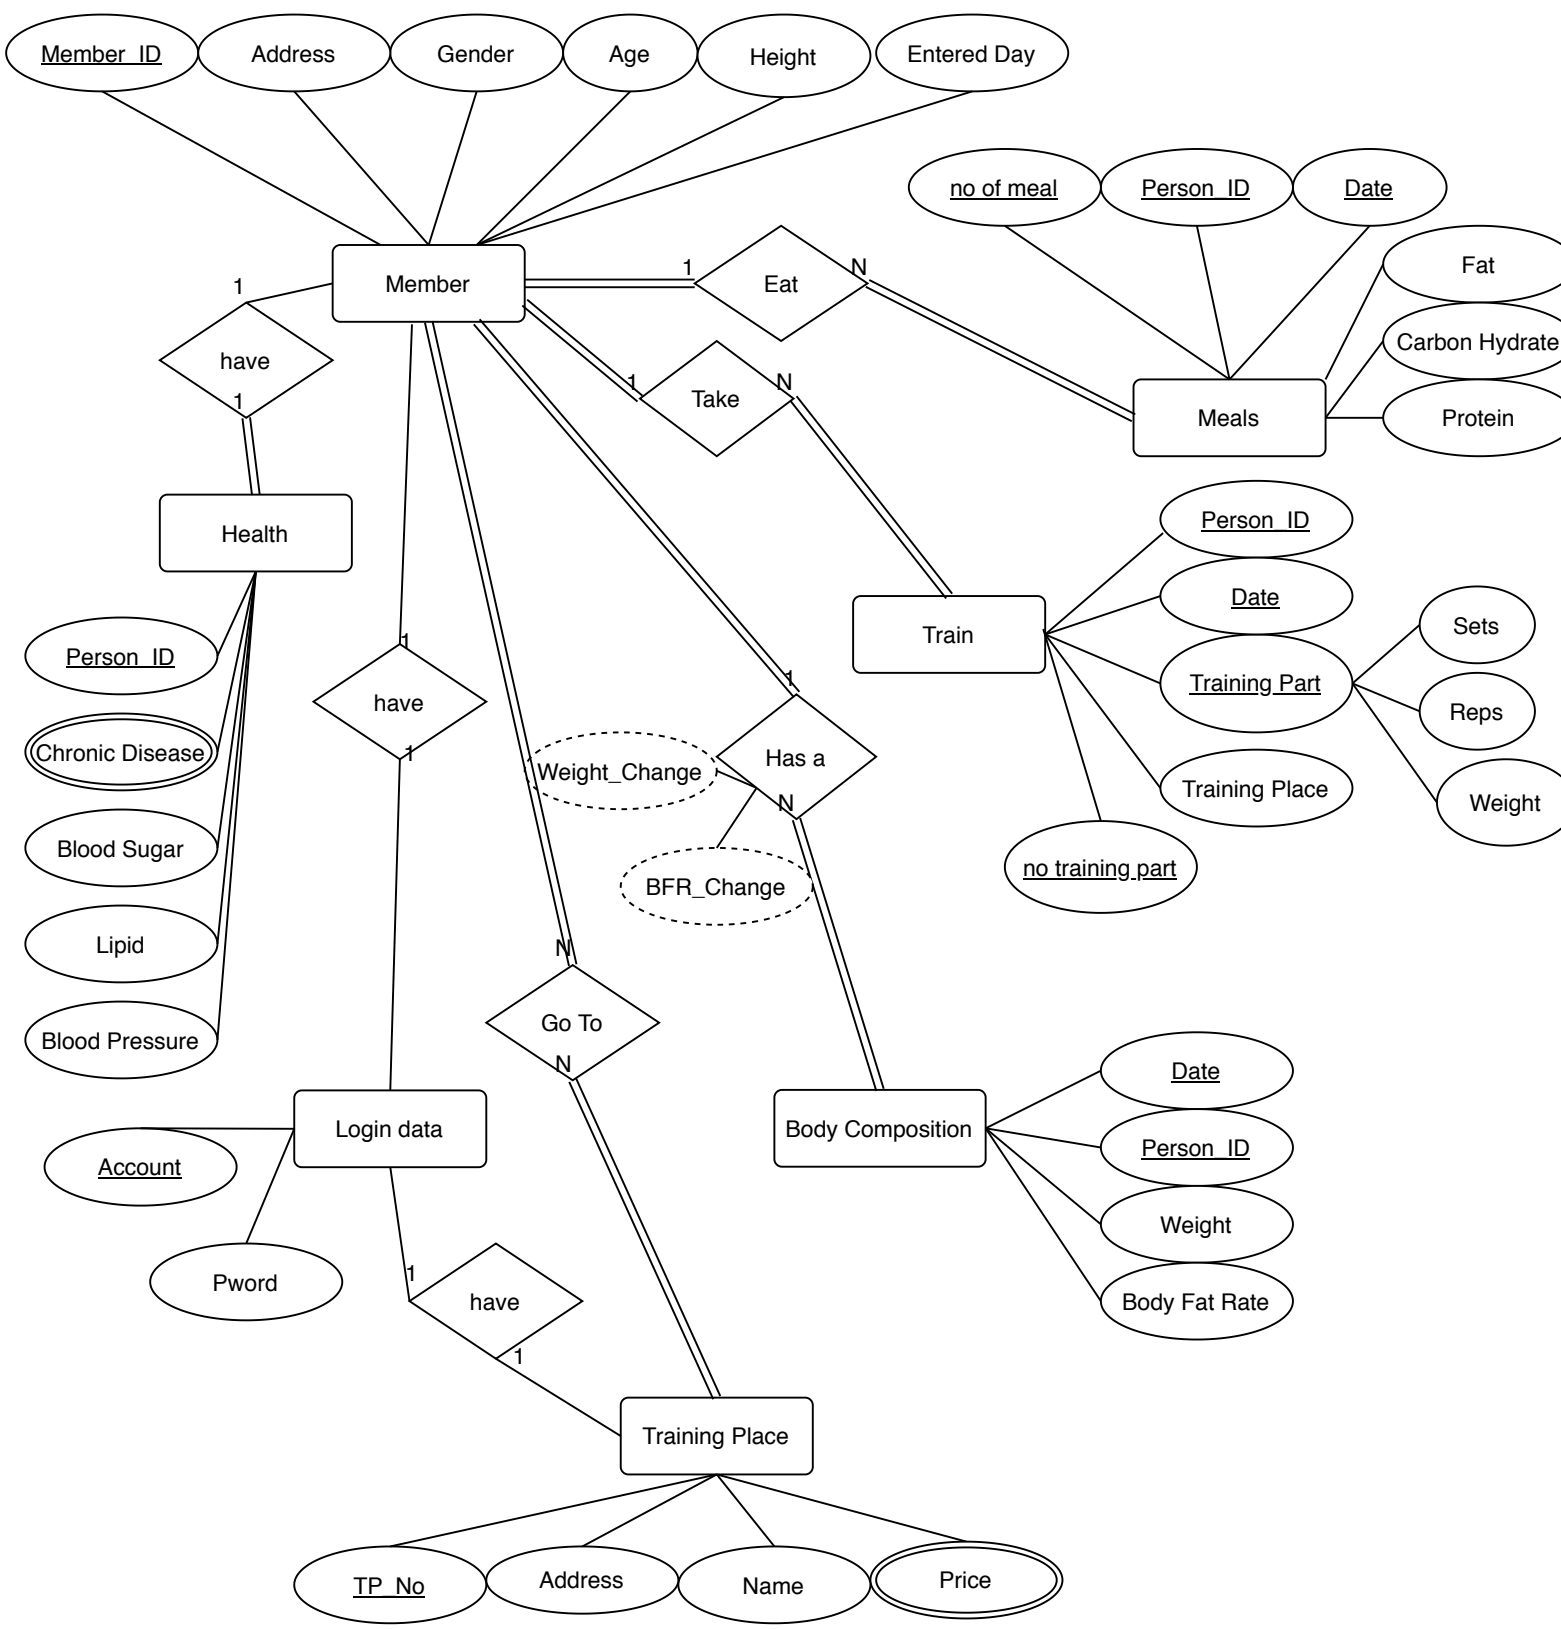 Member_ID
Address
Gender
Age
Height
Entered Day
no of meal
Person_ID
Date
Fat
Carbon Hydrate
Protein
Member
1
Eat
N
Meals
1
have
1
1
Take
N
Health
Person_ID
Date
Training Part
Training Place
no training part
Train
Sets
Reps
Weight
Person_ID
Chronic Disease
Blood Sugar
Lipid
Blood Pressure
1
have
1
1
Has a
N
Weight_Change
BFR_Change
N
Go To
N
Login data
Account
Pword
Body Composition
Date
Person_ID
Weight
Body Fat Rate
1
have
1
Training Place
TP_No
Address
Name
Price